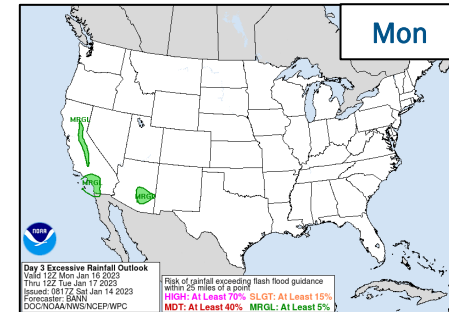 Mon
MRGL
MRGL
MRGL
NOAA
Day 3 Excessive Rainfall Outlook
Valid 12Z Mon Jan 16 2023
Thru 12Z Tue Jan 17 2023
Issued: 0817Z Sat Jan 14 2023
Forecaster: BANN
DOC/NOAA/NWS/NCEP/WPC
Risk of rainfall exceeding flash flood guidance
within 25 miles of a point
HIGH: At Least 70% SLGT: At Least 15%
MDT: At Least 40% MRGL: At Least 5%